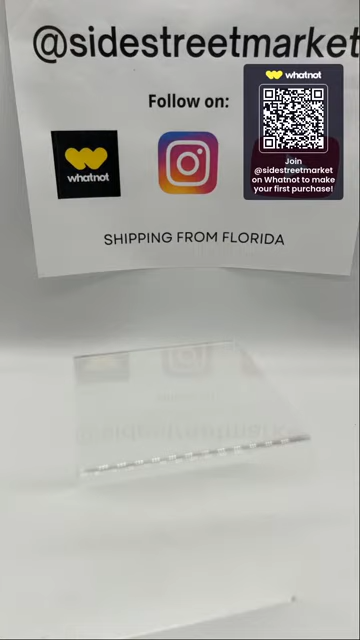 @sidestreetmarket
Follow on:
whatnot
SHIPPING FROM FLORIDA
whatnot
Join
@sidestreetmarket
on Whatnot to make
your first purchase!